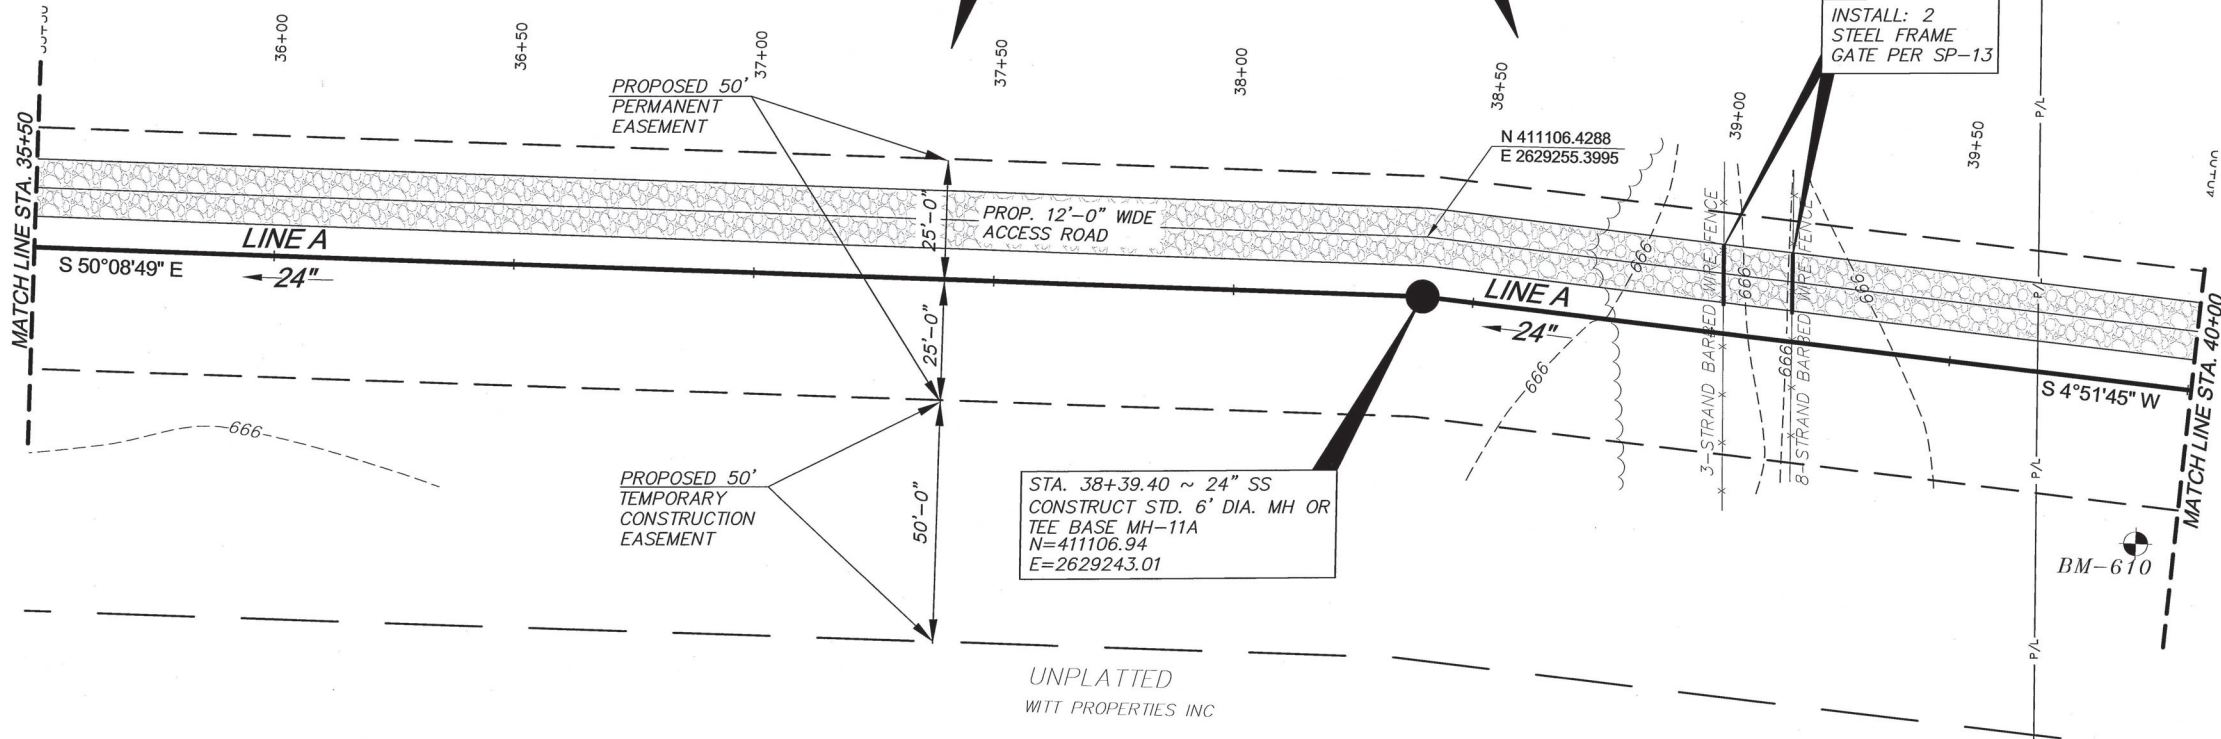 36+00
36+50
37+00
37+50
38+00
38+50
39+00
39+50
40+00
INSTALL: 2
STEEL FRAME
GATE PER SP-13
PROPOSED 50'
PERMANENT
EASEMENT
N 411106.4288
E 2629255.3995
MATCH LINE STA. 35+50
LINE A
S 50°08'49" E
24"
25'-0"
PROP. 12'-0" WIDE
ACCESS ROAD
25'-0"
LINE A
24"
666
666
666
666
666
3-STRAND BARBED WIRE FENCE
8-STRAND BARBED WIRE FENCE
P/L
P/L
P/L
P/L
S 4°51'45" W
MATCH LINE STA. 40+00
666
PROPOSED 50'
TEMPORARY
CONSTRUCTION
EASEMENT
50'-0"
STA. 38+39.40 ~ 24" SS
CONSTRUCT STD. 6' DIA. MH OR
TEE BASE MH-11A
N=411106.94
E=2629243.01
BM-610
UNPLATTED
WITT PROPERTIES INC